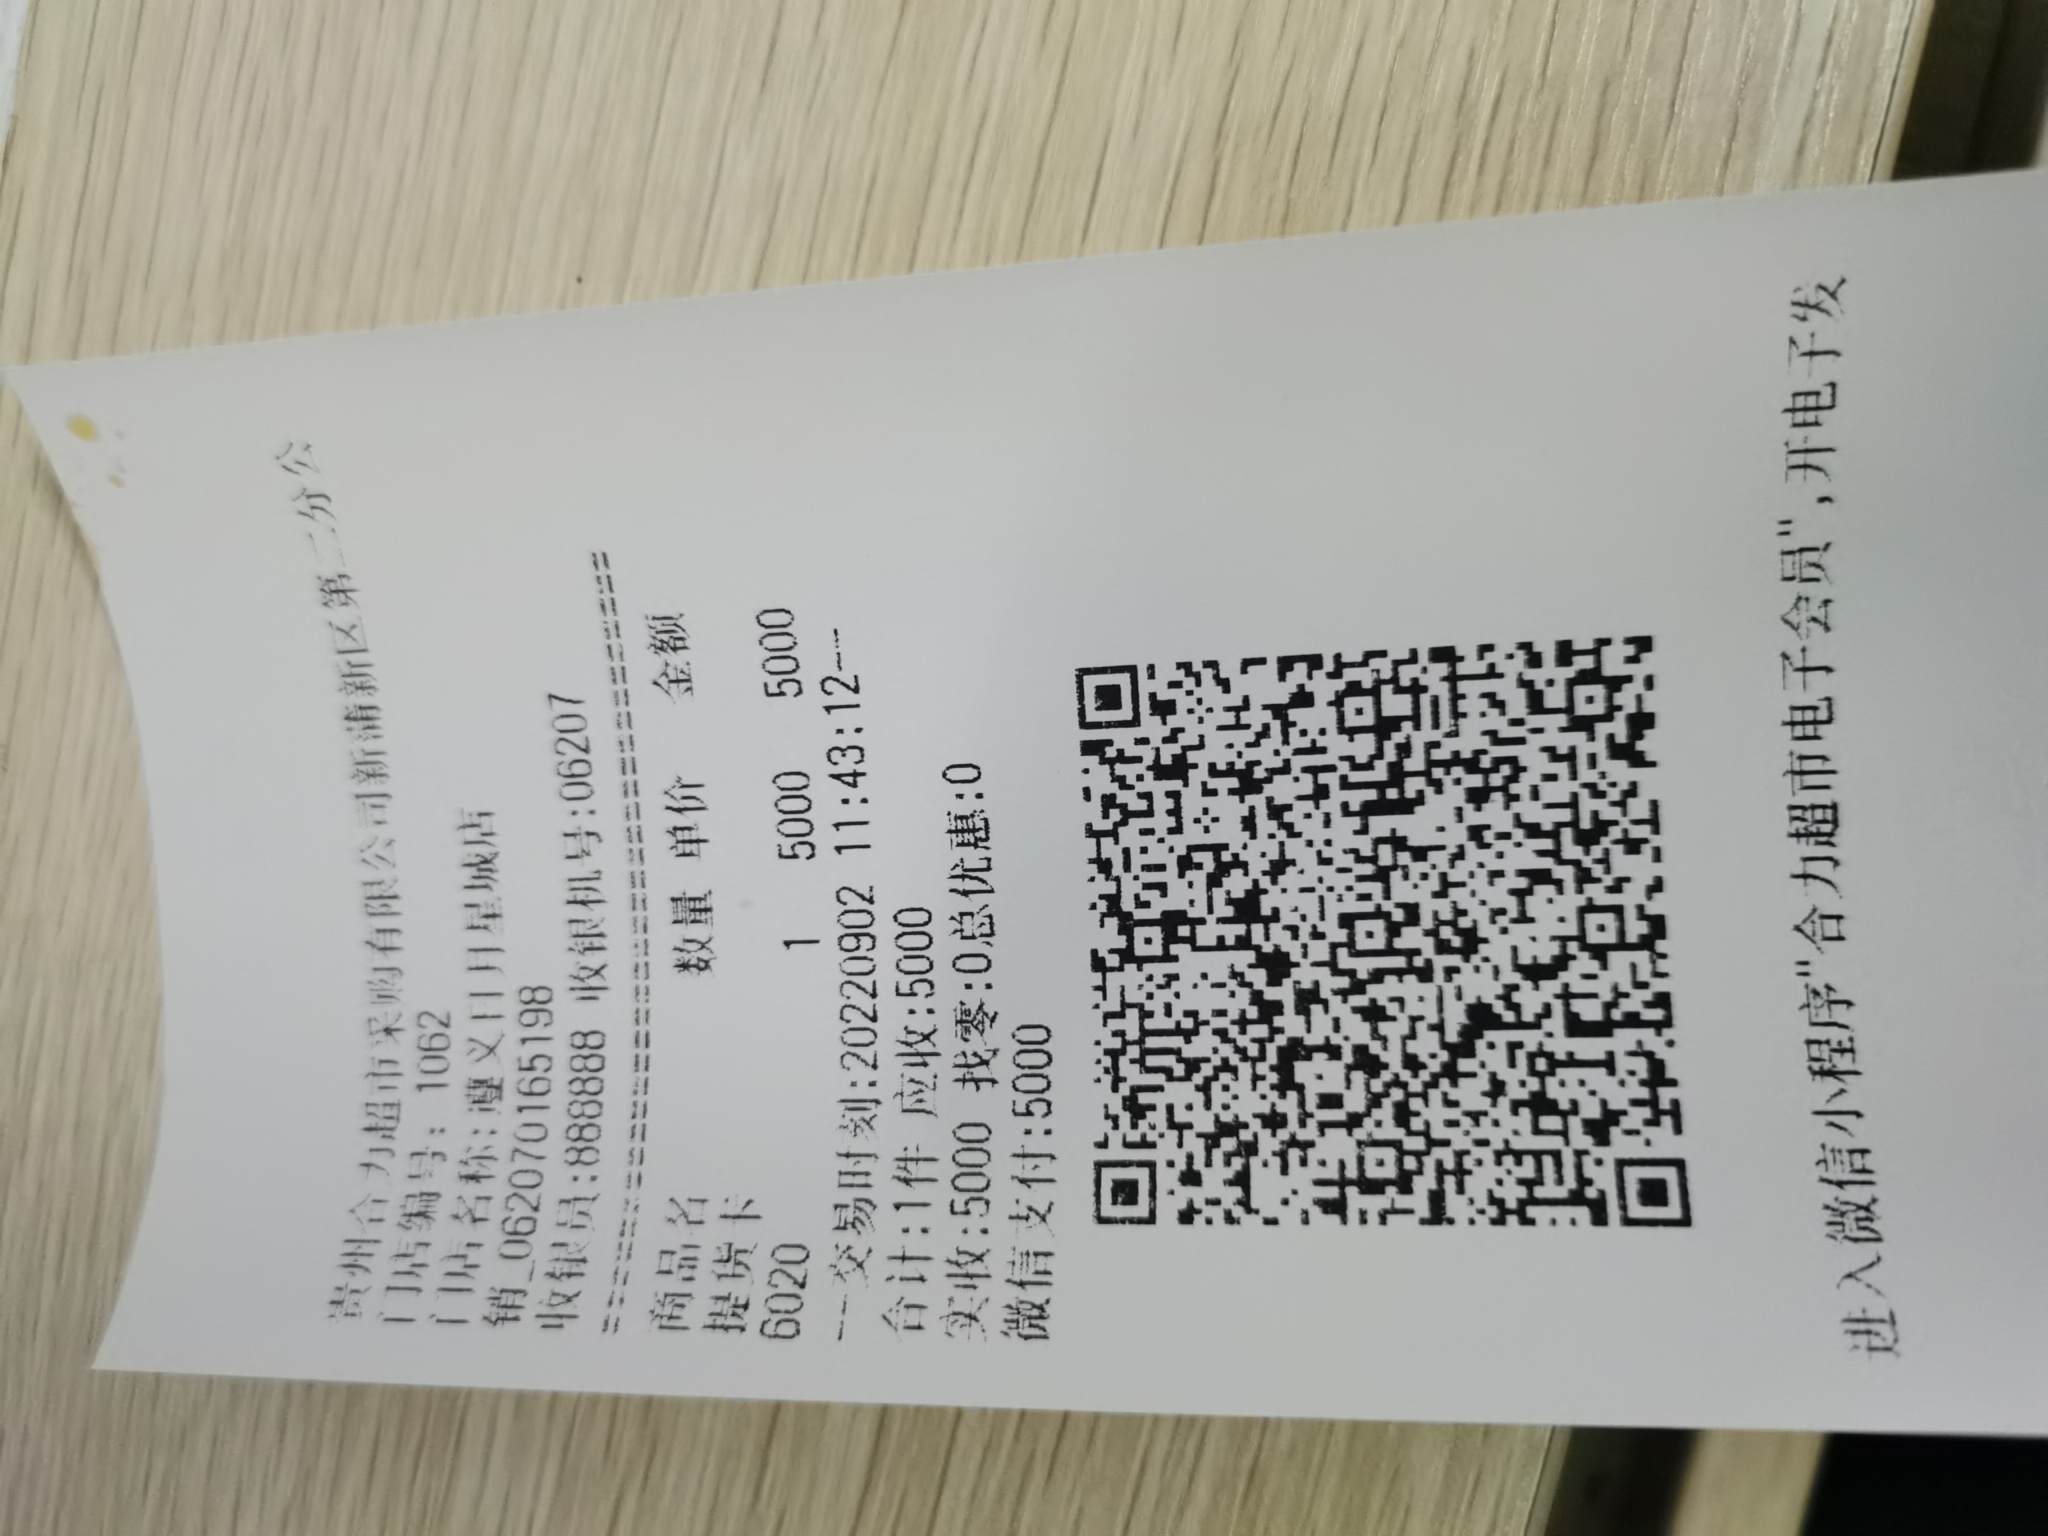 贵州合力超市采购有限公司新蒲新区第二分公
门店编号: 1062
门店名称:遵义日月星城店
销_0620701651​98
收银员:888888 收银机号:06207
==================================
商品名 数量 单价 金额
提货卡
6020 1 5000 5000
---交易时刻:20220902 11:43:12---
合计:1件 应收:5000
实收:5000 找零:0总优惠:0
微信支付:5000
进入微信小程序"合力超市电子会员",开电子发